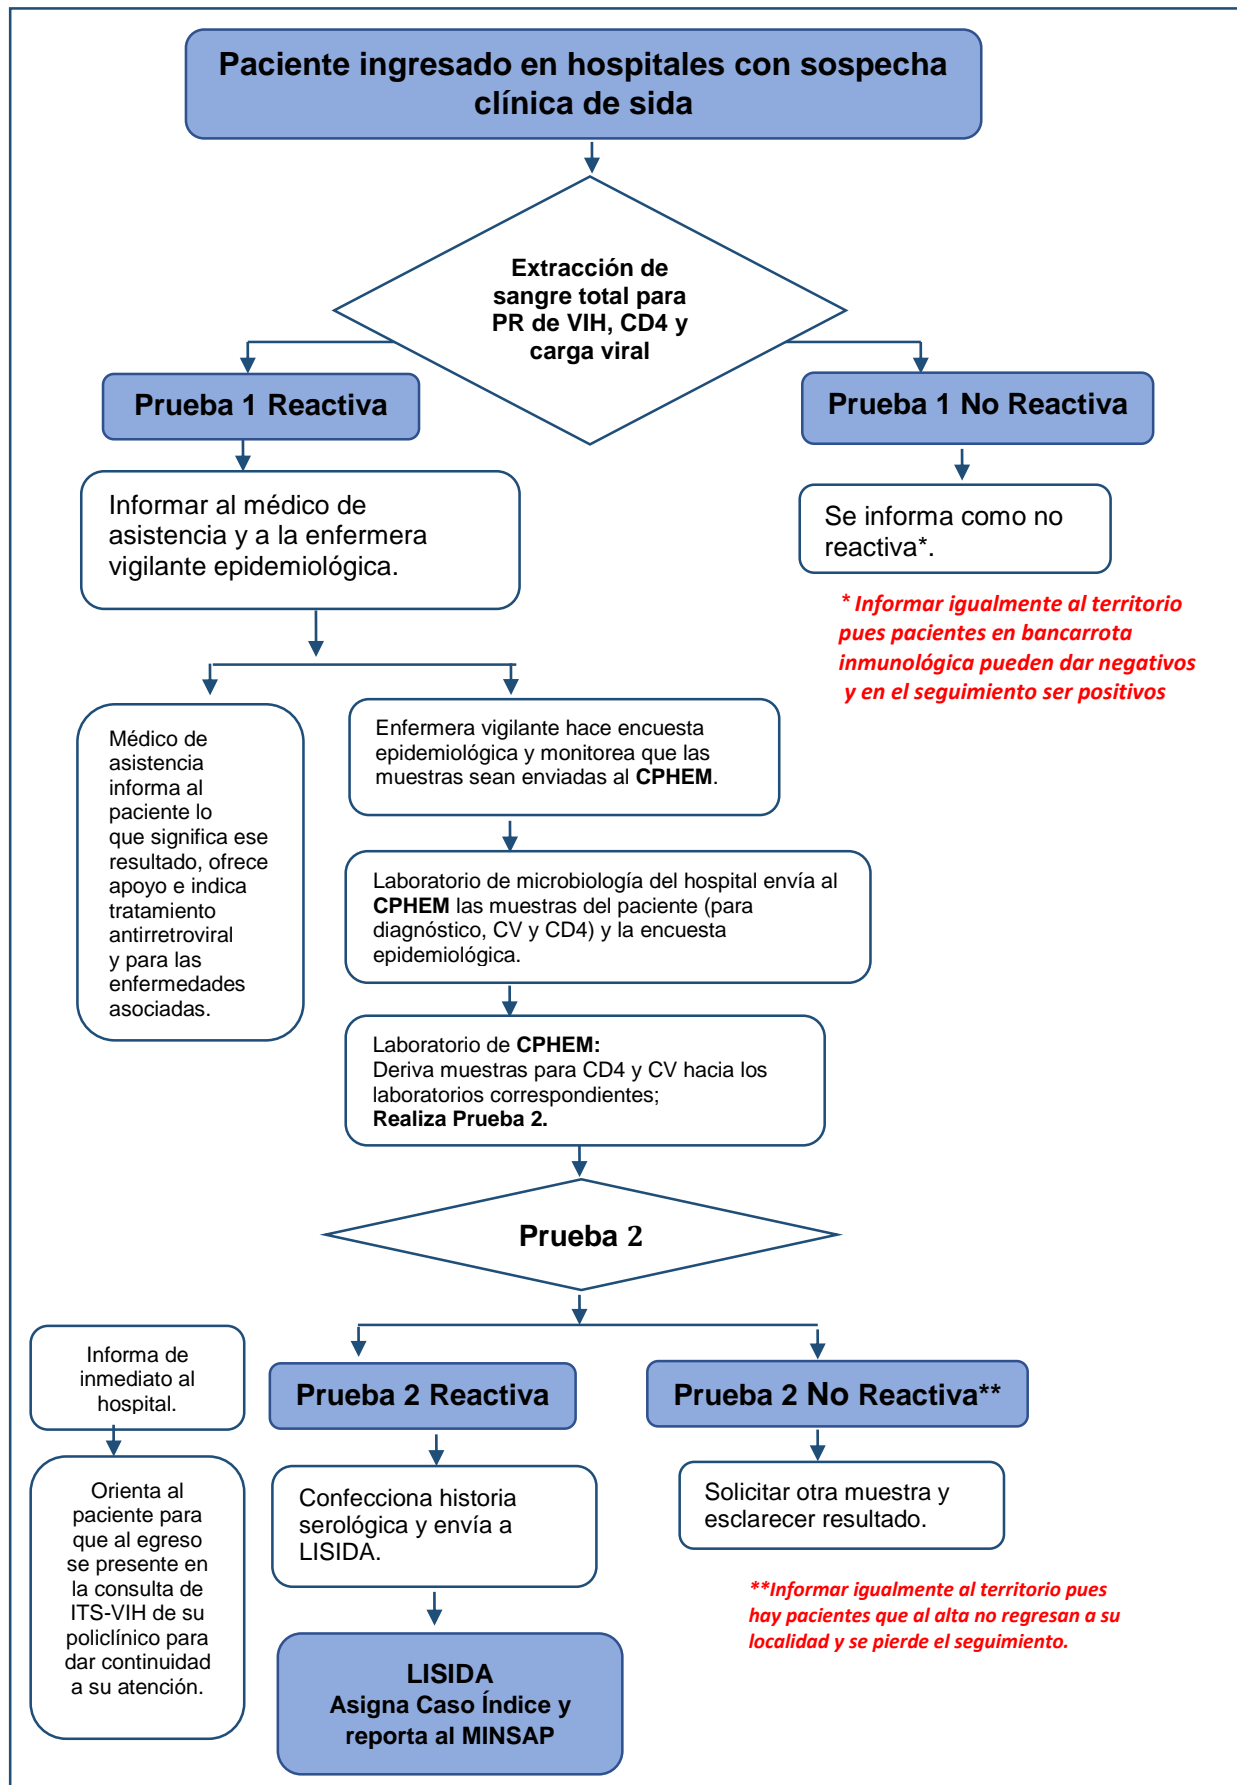 Paciente ingresado en hospitales con sospecha
clínica de sida
Extracción de
sangre total para
PR de VIH, CD4 y
carga viral
Prueba 1 Reactiva
Prueba 1 No Reactiva
Informar al médico de
asistencia y a la enfermera
vigilante epidemiológica.
Se informa como no
reactiva*.
* Informar igualmente al territorio
pues pacientes en bancarrota
inmunológica pueden dar negativos
y en el seguimiento ser positivos
Médico de
asistencia
informa al
paciente lo
que significa ese
resultado, ofrece
apoyo e indica
tratamiento
antirretroviral
y para las
enfermedades
asociadas.
Enfermera vigilante hace encuesta
epidemiológica y monitorea que las
muestras sean enviadas al CPHEM.
Laboratorio de microbiología del hospital envía al
CPHEM las muestras del paciente (para
diagnóstico, CV y CD4) y la encuesta
epidemiológica.
Laboratorio de CPHEM:
Deriva muestras para CD4 y CV hacia los
laboratorios correspondientes;
Realiza Prueba 2.
Prueba 2
Informa de
inmediato al
hospital.
Prueba 2 Reactiva
Prueba 2 No Reactiva**
Orienta al
paciente para
que al egreso
se presente en
la consulta de
ITS-VIH de su
policlínico para
dar continuidad
a su atención.
Confecciona historia
serológica y envía a
LISIDA.
Solicitar otra muestra y
esclarecer resultado.
**Informar igualmente al territorio pues
hay pacientes que al alta no regresan a su
localidad y se pierde el seguimiento.
LISIDA
Asigna Caso Índice y
reporta al MINSAP